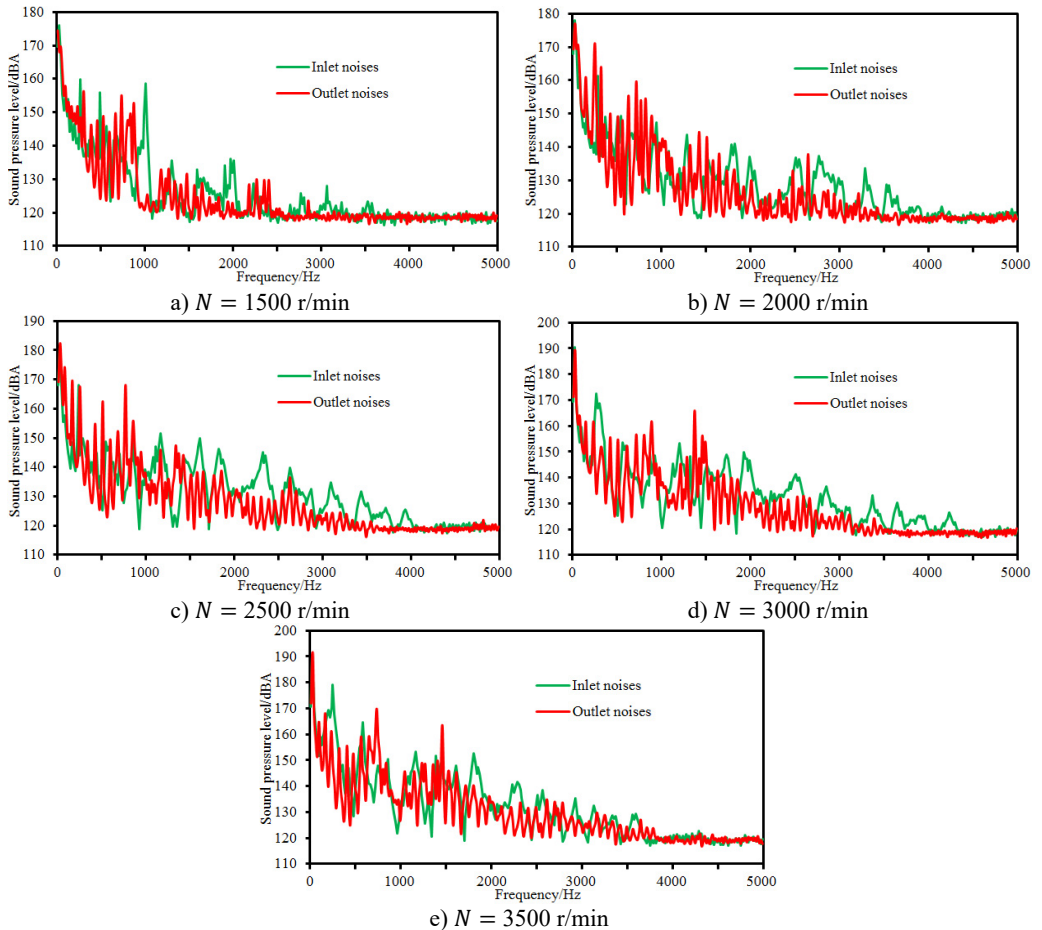 180
170
160
150
140
130
120
110
Sound pressure level/dBA
Inlet noises
Outlet noises
0 1000 2000 3000 4000 5000
Frequency/Hz
a) N = 1500 r/min
180
170
160
150
140
130
120
110
Sound pressure level/dBA
Inlet noises
Outlet noises
0 1000 2000 3000 4000 5000
Frequency/Hz
b) N = 2000 r/min
190
180
170
160
150
140
130
120
110
Sound pressure level/dBA
Inlet noises
Outlet noises
0 1000 2000 3000 4000 5000
Frequency/Hz
c) N = 2500 r/min
200
190
180
170
160
150
140
130
120
110
Sound pressure level/dBA
Inlet noises
Outlet noises
0 1000 2000 3000 4000 5000
Frequency/Hz
d) N = 3000 r/min
200
190
180
170
160
150
140
130
120
110
Sound pressure level/dBA
Inlet noises
Outlet noises
0 1000 2000 3000 4000 5000
Frequency/Hz
e) N = 3500 r/min